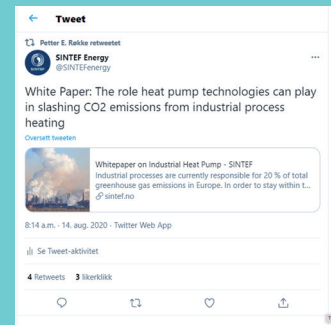 Tweet
Petter E. Røkke retweetet
SINTEF Energy
@SINTEFenergy
White Paper: The role heat pump technologies can play
in slashing CO2 emissions from industrial process
heating
Oversett tweeten
Whitepaper on Industrial Heat Pump - SINTEF
Industrial processes are currently responsible for 20 % of total
greenhouse gas emissions in Europe. In order to stay within t...
sintef.no
8:14 a.m. · 14. aug. 2020 · Twitter Web App
Se Tweet-aktivitet
4 Retweets 3 likerklikk